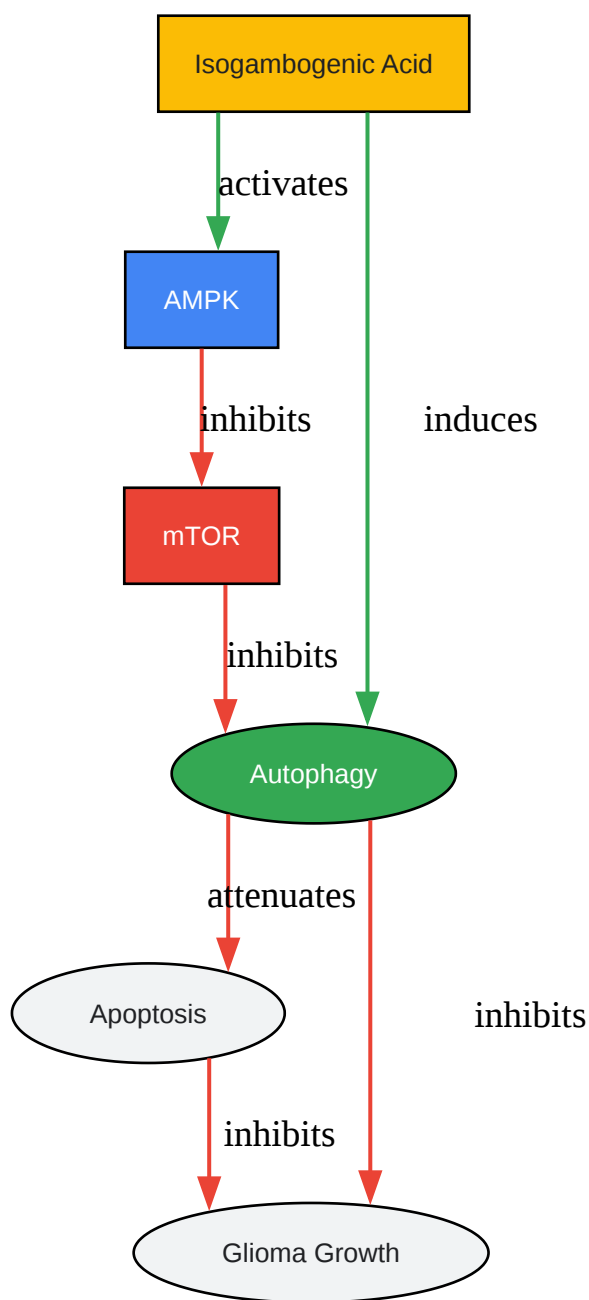 Isogambogenic Acid
activates
AMPK
inhibits
induces
mTOR
inhibits
Autophagy
attenuates
Apoptosis
inhibits
inhibits
Glioma Growth